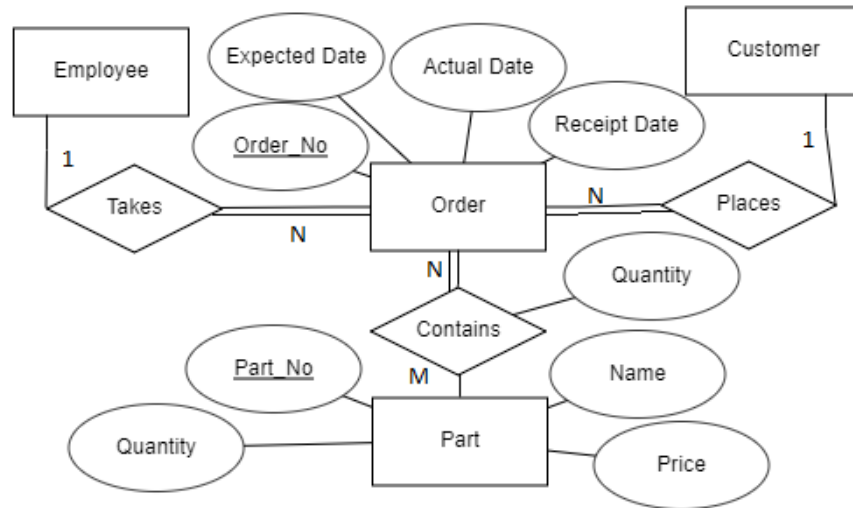 Employee
Expected Date
Actual Date
Customer
Order_No
Receipt Date
1
1
Takes
N
Order
N
Places
N
Quantity
Contains
Part_No
M
Name
Quantity
Part
Price